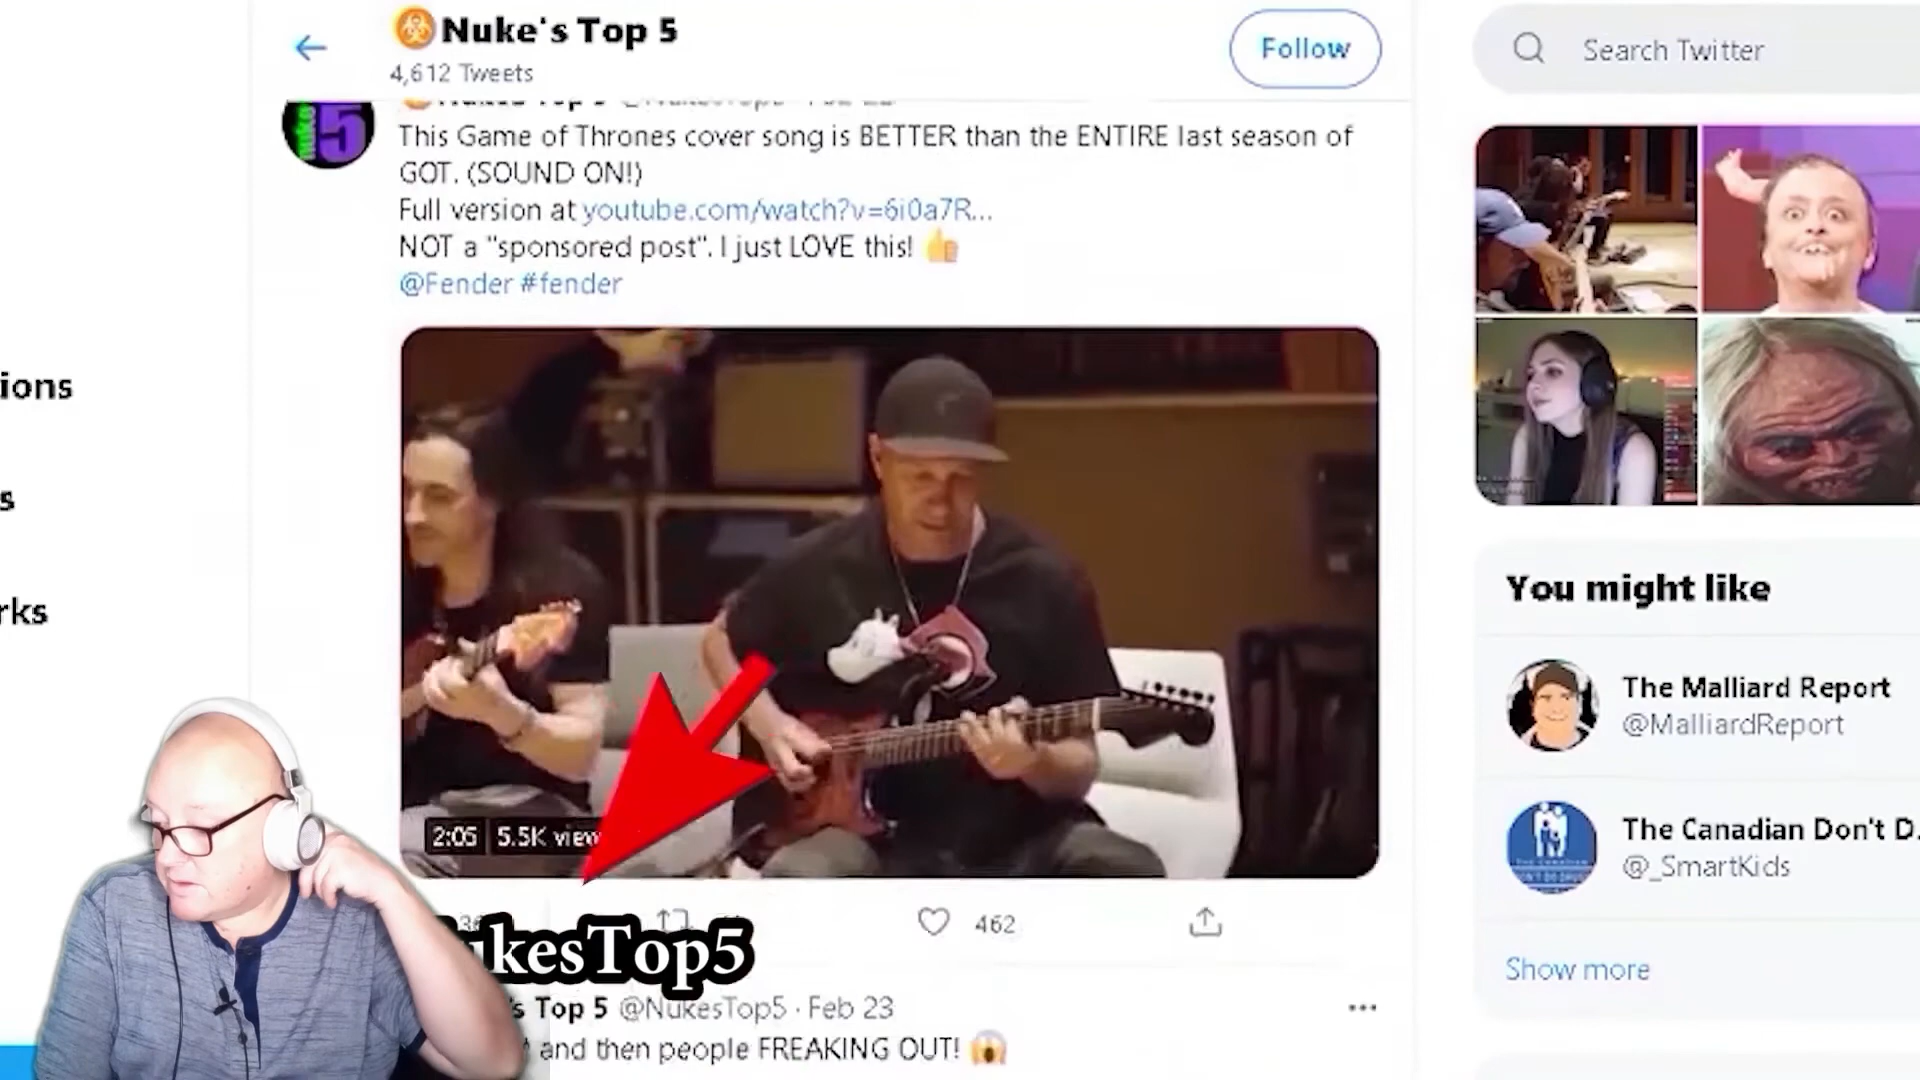 Nuke's Top 5
4,612 Tweets
Follow
Search Twitter
This Game of Thrones cover song is BETTER than the ENTIRE last season of
GOT. (SOUND ON!)
Full version at youtube.com/watch?v=6i0a7R...
NOT a "sponsored post". I just LOVE this! 👍
@Fender #fender
ions
s
rks
2:05 5.5K view
462
kesTop5
's Top 5 @NukesTop5 · Feb 23
and then people FREAKING OUT! 😱
You might like
The Malliard Report
@MalliardReport
The Canadian Don't D.
@_SmartKids
Show more